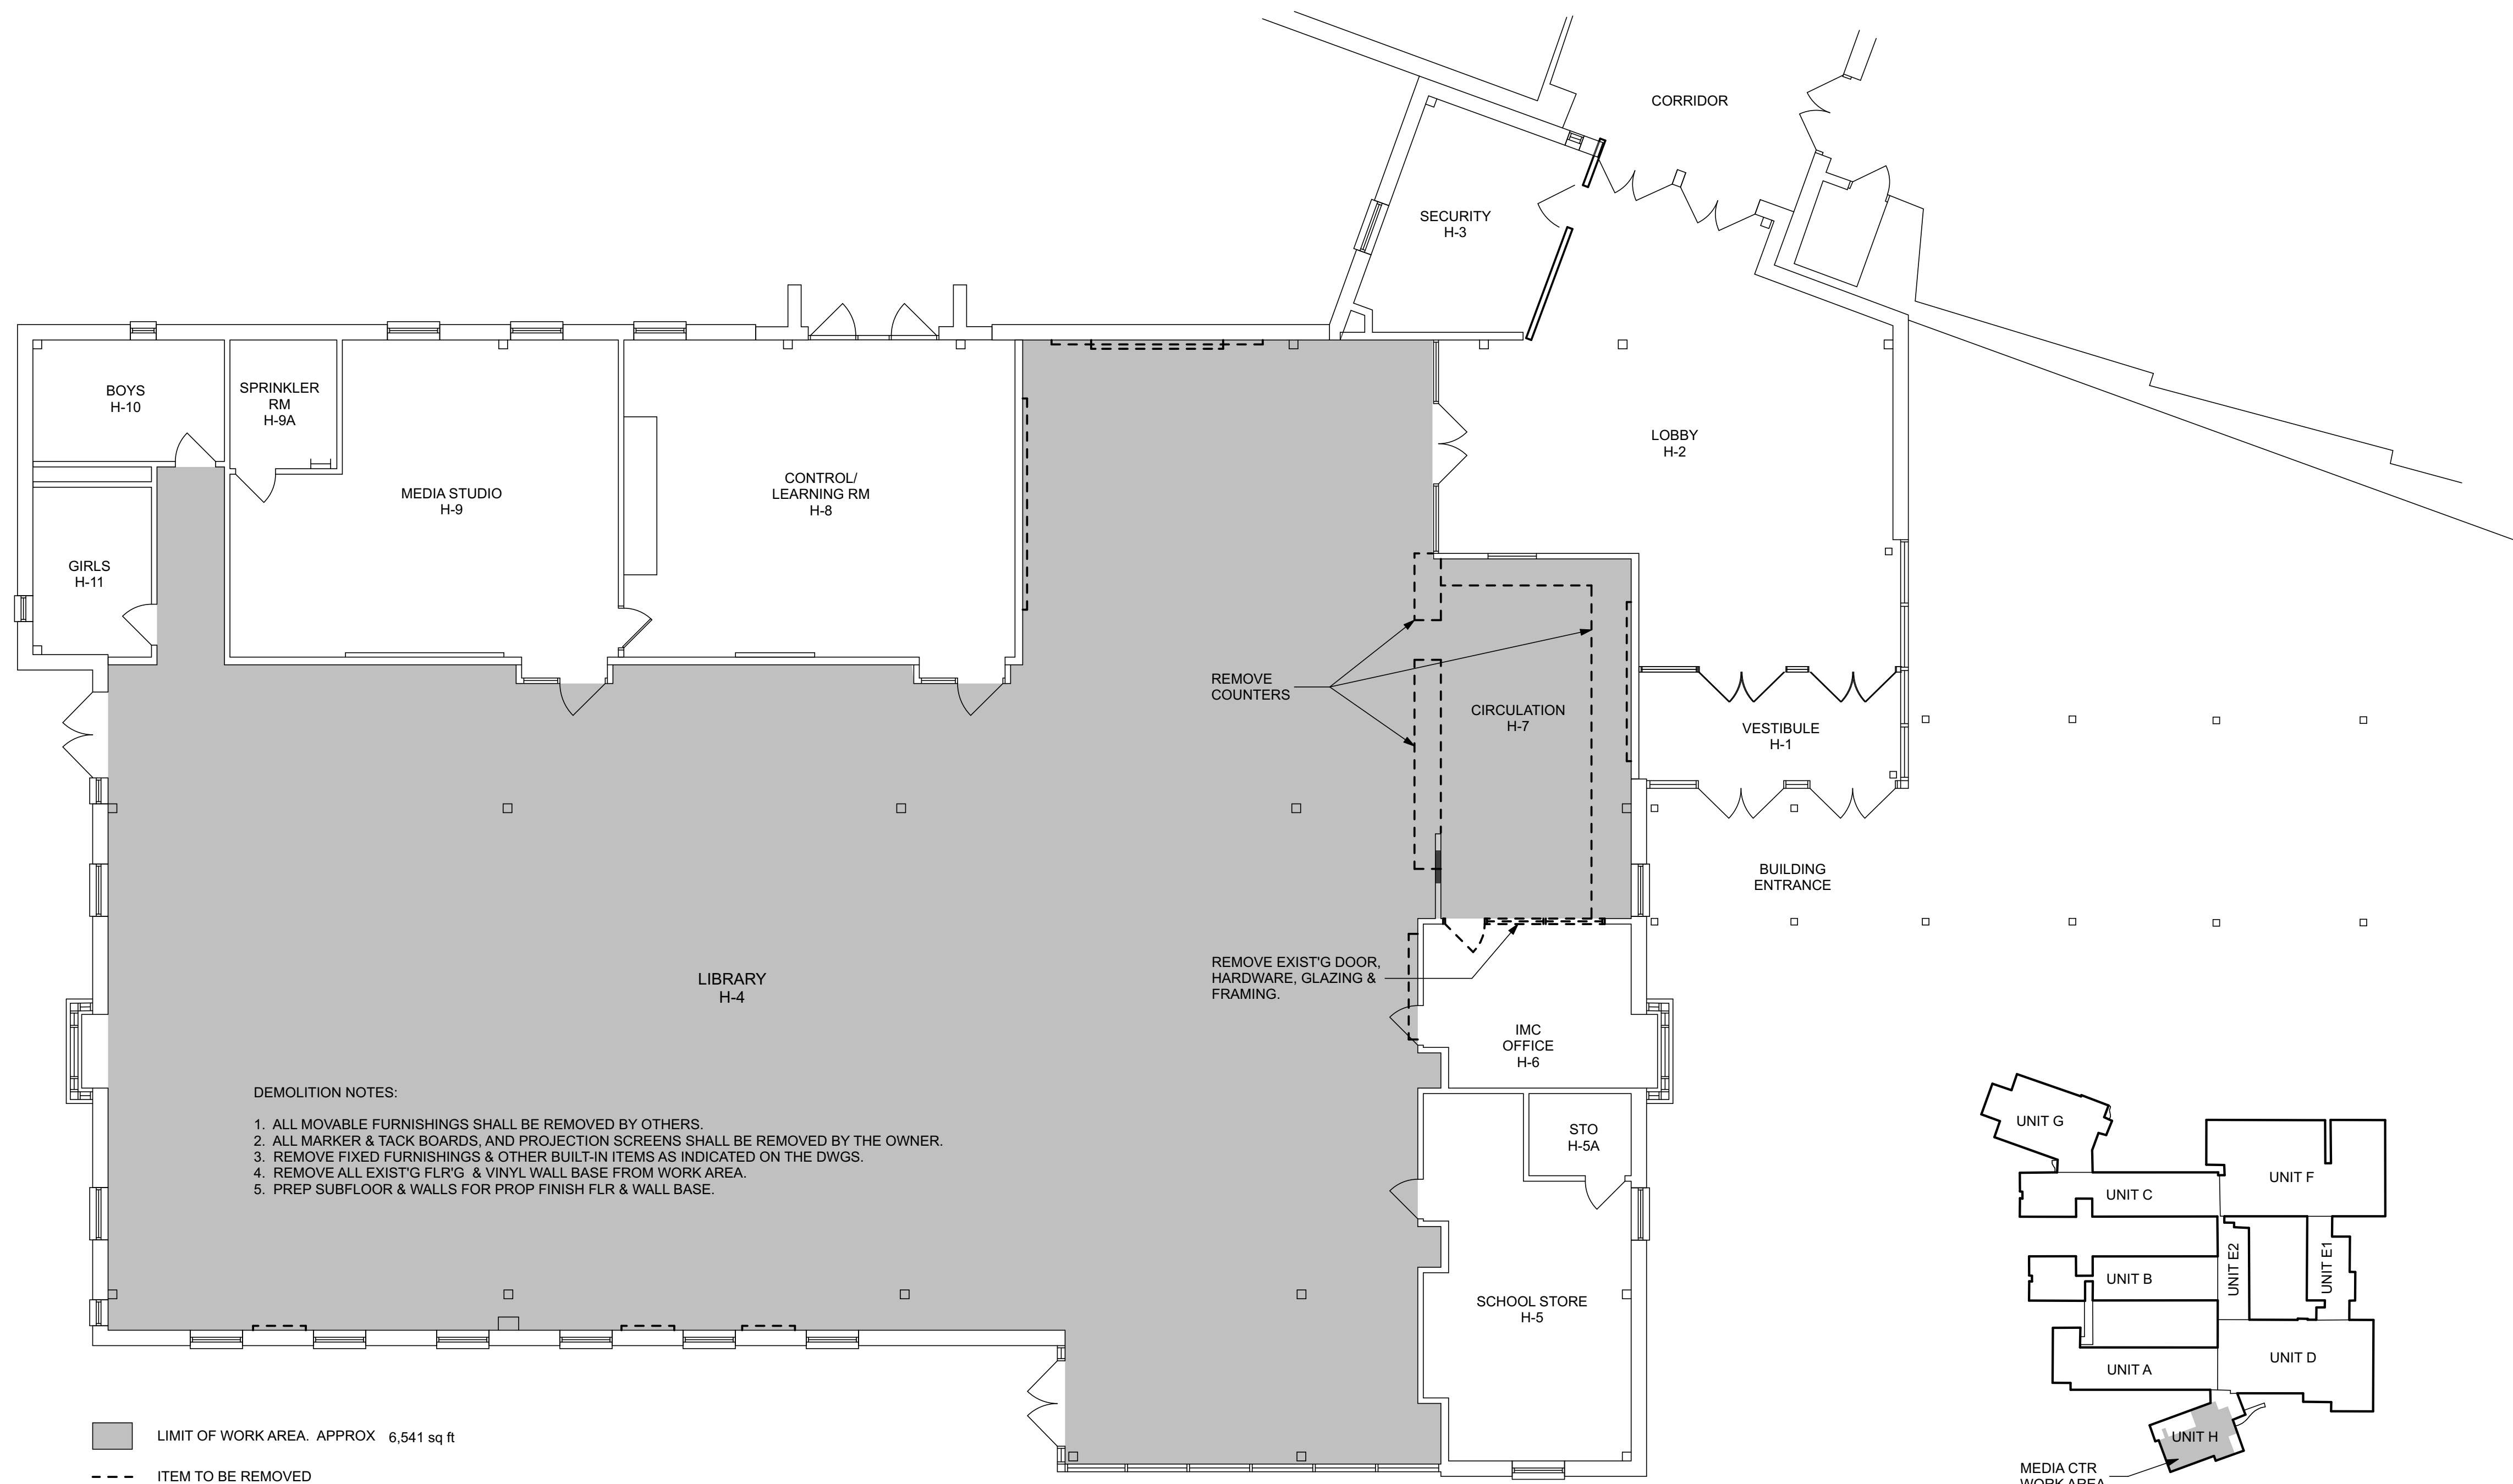 CORRIDOR
SECURITY
H-3
BOYS
H-10
SPRINKLER
RM
H-9A
MEDIA STUDIO
H-9
CONTROL/
LEARNING RM
H-8
LOBBY
H-2
GIRLS
H-11
REMOVE
COUNTERS
CIRCULATION
H-7
VESTIBULE
H-1
BUILDING
ENTRANCE
LIBRARY
H-4
REMOVE EXIST'G DOOR,
HARDWARE, GLAZING &
FRAMING.
IMC
OFFICE
H-6
DEMOLITION NOTES:
1. ALL MOVABLE FURNISHINGS SHALL BE REMOVED BY OTHERS.
2. ALL MARKER & TACK BOARDS, AND PROJECTION SCREENS SHALL BE REMOVED BY THE OWNER.
3. REMOVE FIXED FURNISHINGS & OTHER BUILT-IN ITEMS AS INDICATED ON THE DWGS.
4. REMOVE ALL EXIST'G FLR'G & VINYL WALL BASE FROM WORK AREA.
5. PREP SUBFLOOR & WALLS FOR PROP FINISH FLR & WALL BASE.
STO
H-5A
SCHOOL STORE
H-5
UNIT G
UNIT F
UNIT C
UNIT E2
UNIT E1
UNIT B
UNIT D
UNIT A
UNIT H
MEDIA CTR
WORK AREA
LIMIT OF WORK AREA. APPROX 6,541 sq ft
ITEM TO BE REMOVED